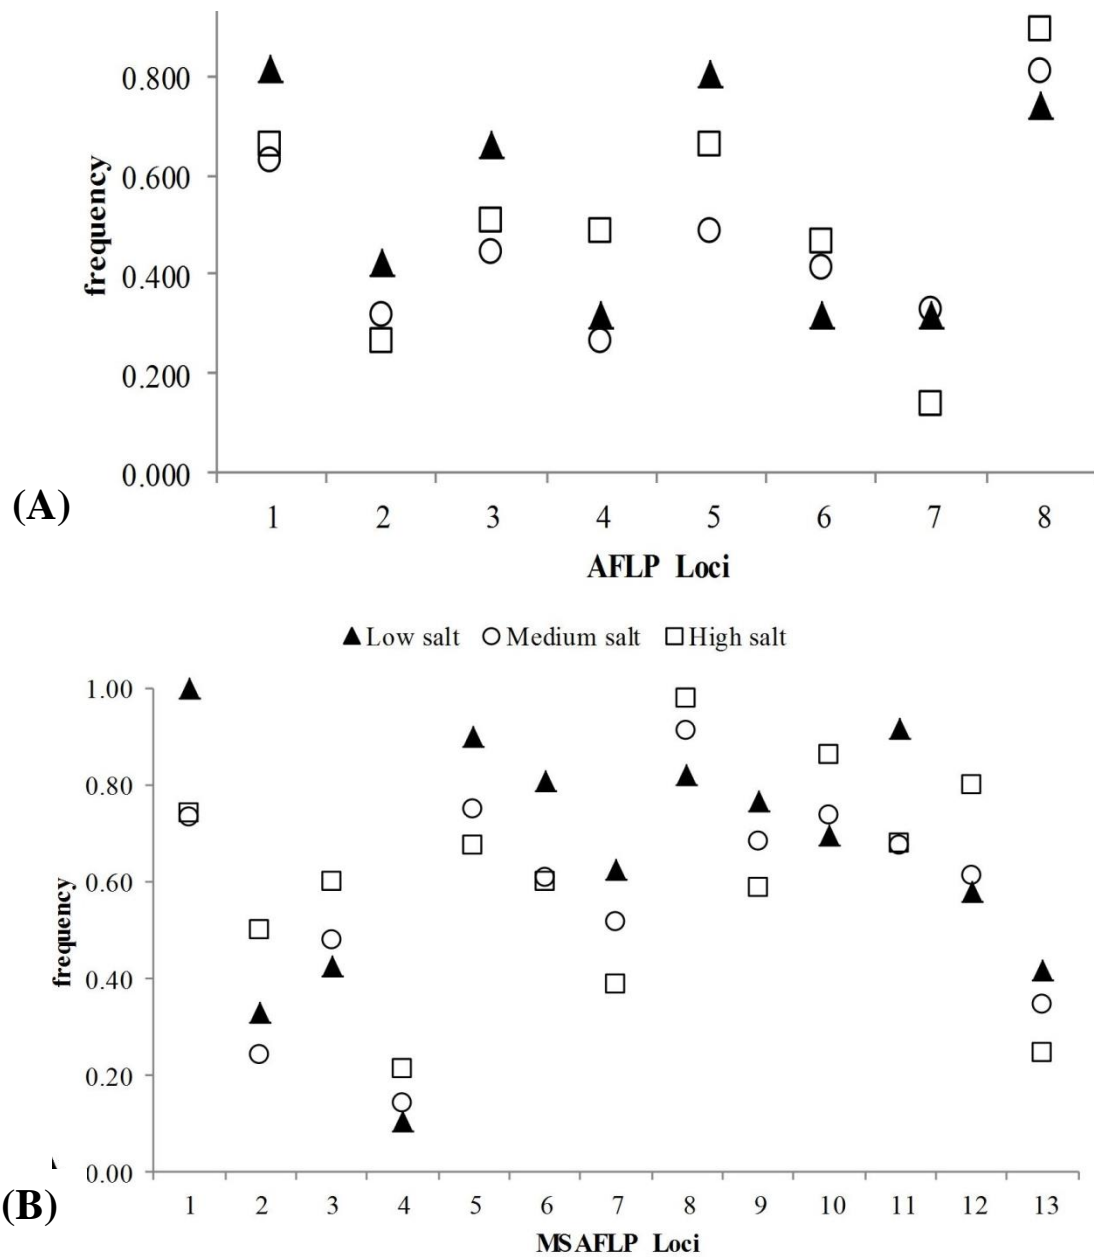 0.800
0.600
0.400
0.200
0.000
frequency
(A)
1 2 3 4 5 6 7 8
AFLP Loci
Low salt Medium salt High salt
1.00
0.80
0.60
0.40
0.20
0.00
frequency
(B)
1 2 3 4 5 6 7 8 9 10 11 12 13
MSAFLP Loci